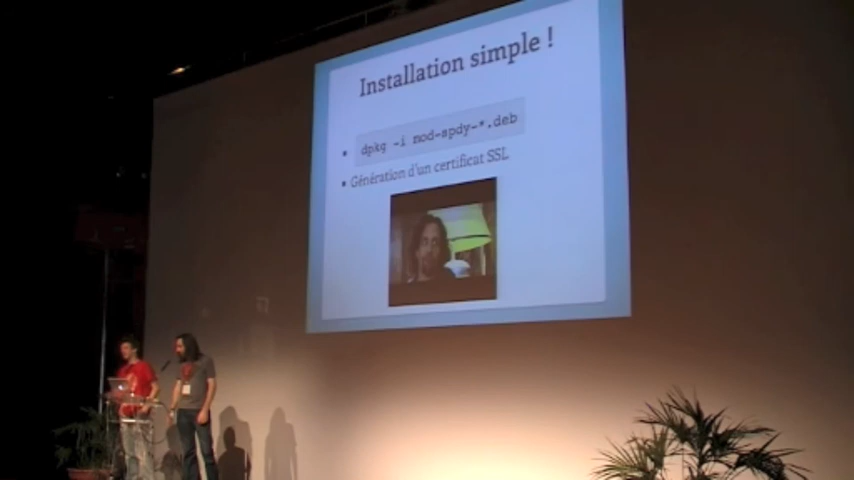 Installation simple !
dpkg -i mod-spdy-*.deb
Génération d'un certificat SSL